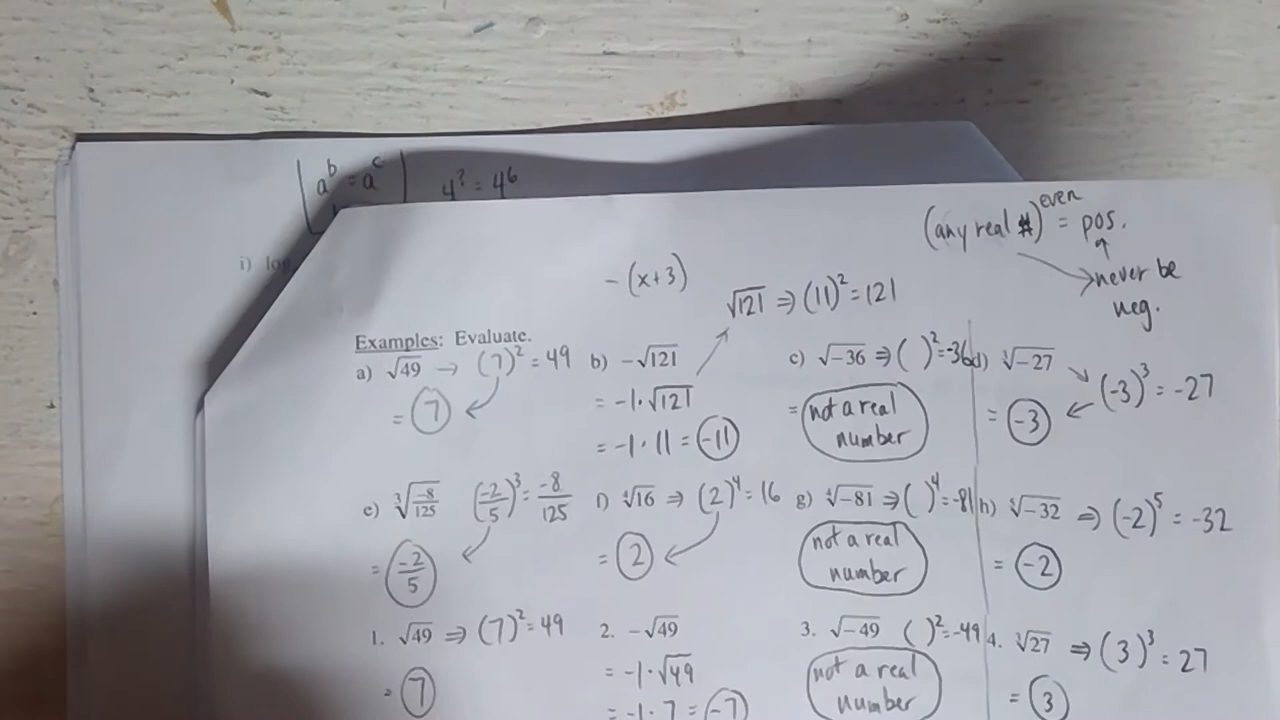 a^b = a^c  4^? = 4^6
i) log
(any real #)^even = pos.
never be
neg.
-(x+3)
√121 ⇒ (11)² = 121
Examples: Evaluate.
a) √49 → (7)² = 49
= 7
b) -√121
= -1·√121
= -1·11 = -11
c) √-36 ⇒ ( )² = -36
= not a real
number
d) ∛-27
(-3)³ = -27
= -3
e) ∛(-8/125)  (-2/5)³ = -8/125
= -2/5
f) ∜16 ⇒ (2)⁴ = 16
= 2
g) ∜-81 ⇒ ( )⁴ = -81
not a real
number
h) ⁵√-32 ⇒ (-2)⁵ = -32
= -2
1. √49 ⇒ (7)² = 49
= 7
2. -√49
= -1·√49
= -1·7 = -7
3. √-49  ( )² = -49
not a real
number
4. ∛27 ⇒ (3)³ = 27
= 3